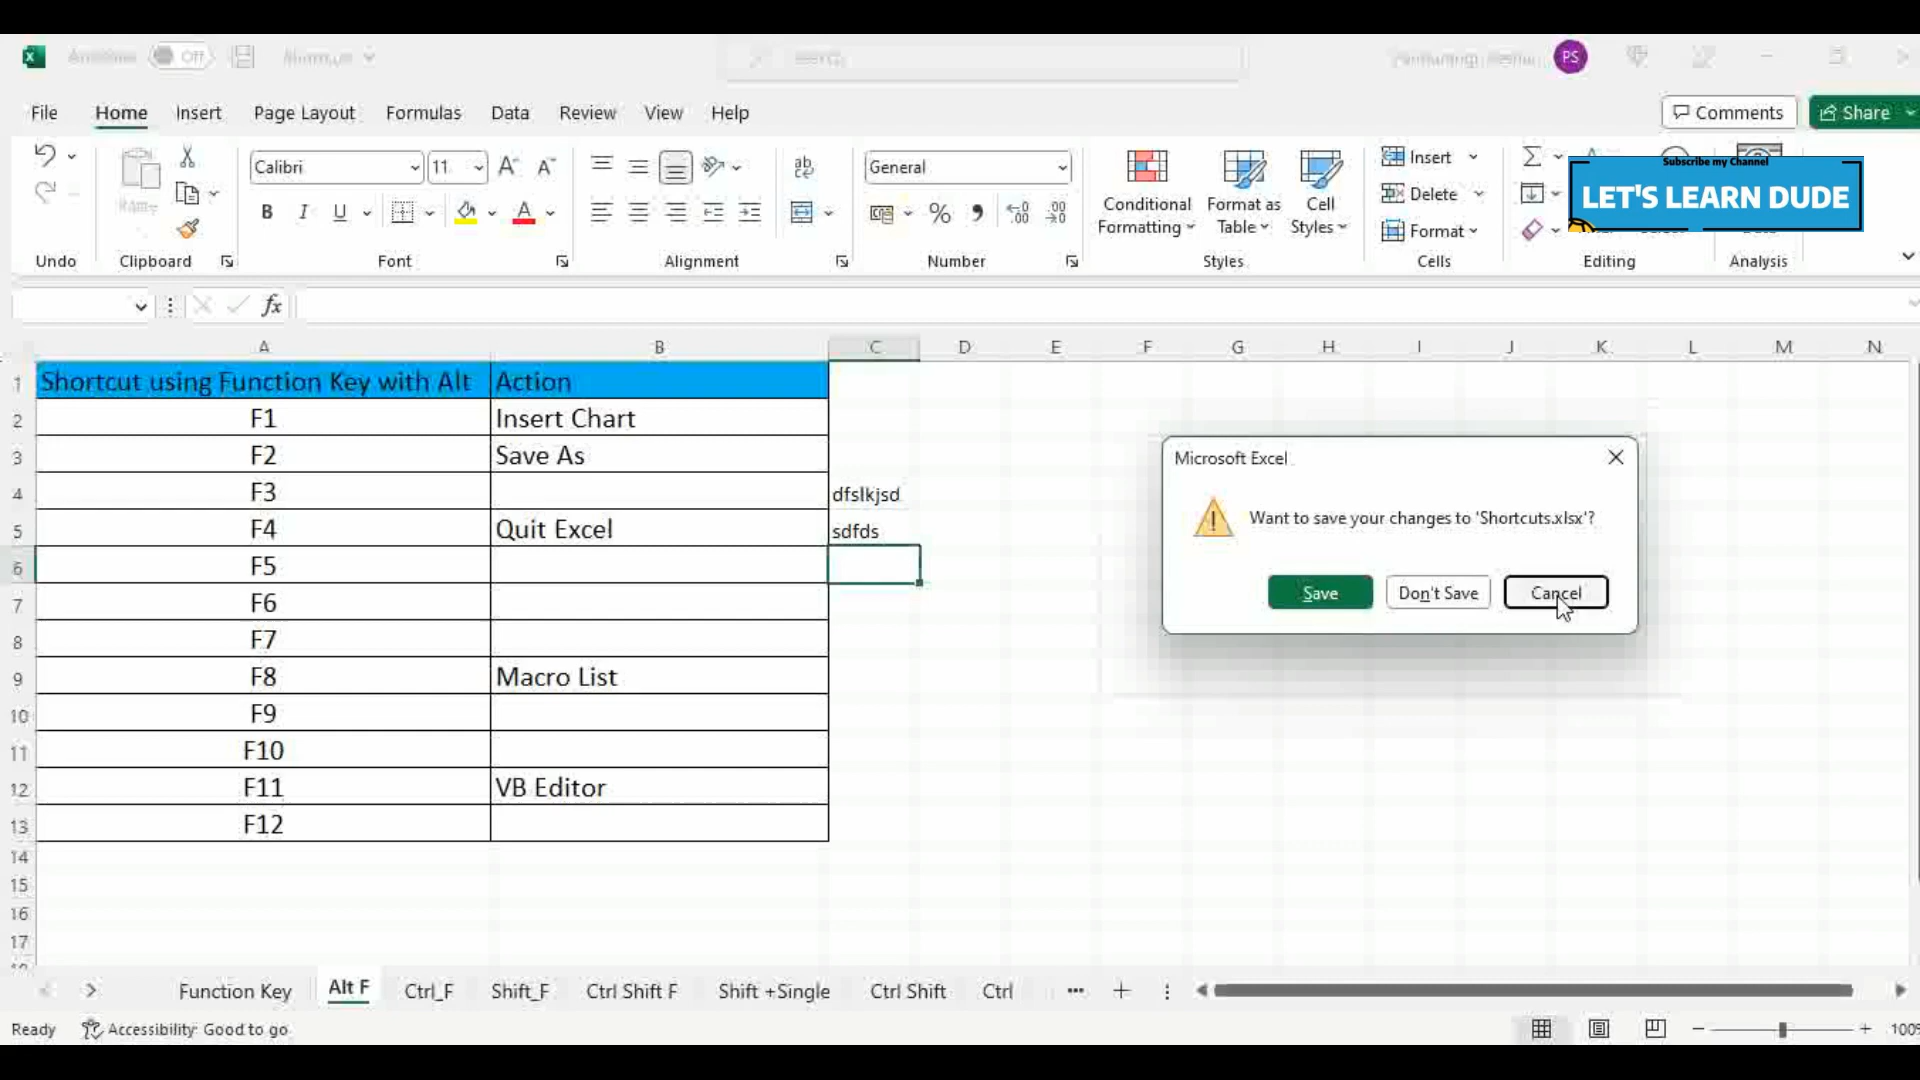 Off
PS
File Home Insert Page Layout Formulas Data Review View Help Comments Share
Calibri 11 General
Insert
Delete
Format
Conditional Formatting
Format as Table
Cell Styles
Subscribe my Channel
LET'S LEARN DUDE
Undo Clipboard Font Alignment Number Styles Cells Editing Analysis
fx
A B C D E F G H I J K L M N
1 Shortcut using Function Key with Alt Action
2 F1 Insert Chart
3 F2 Save As
4 F3 dfslkjsd
5 F4 Quit Excel sdfds
6 F5
7 F6
8 F7
9 F8 Macro List
10 F9
11 F10
12 F11 VB Editor
13 F12
14
15
16
17
Microsoft Excel
Want to save your changes to 'Shortcuts.xlsx'?
Save Don't Save Cancel
Function Key Alt F Ctrl_F Shift_F Ctrl Shift F Shift +Single Ctrl Shift Ctrl
Ready Accessibility: Good to go